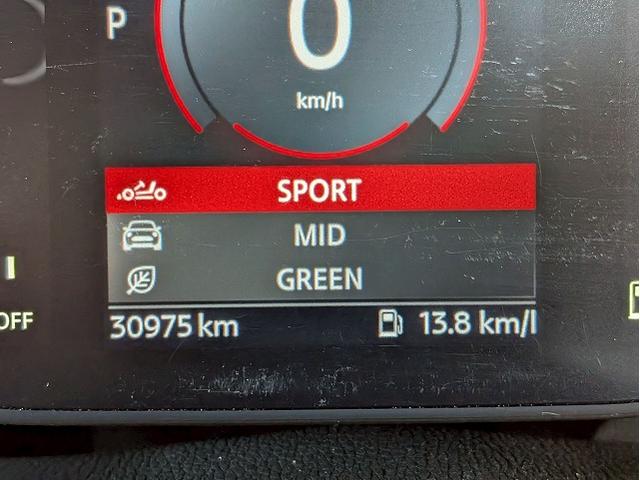 P
0
km/h
SPORT
MID
GREEN
OFF
30975 km
13.8 km/l